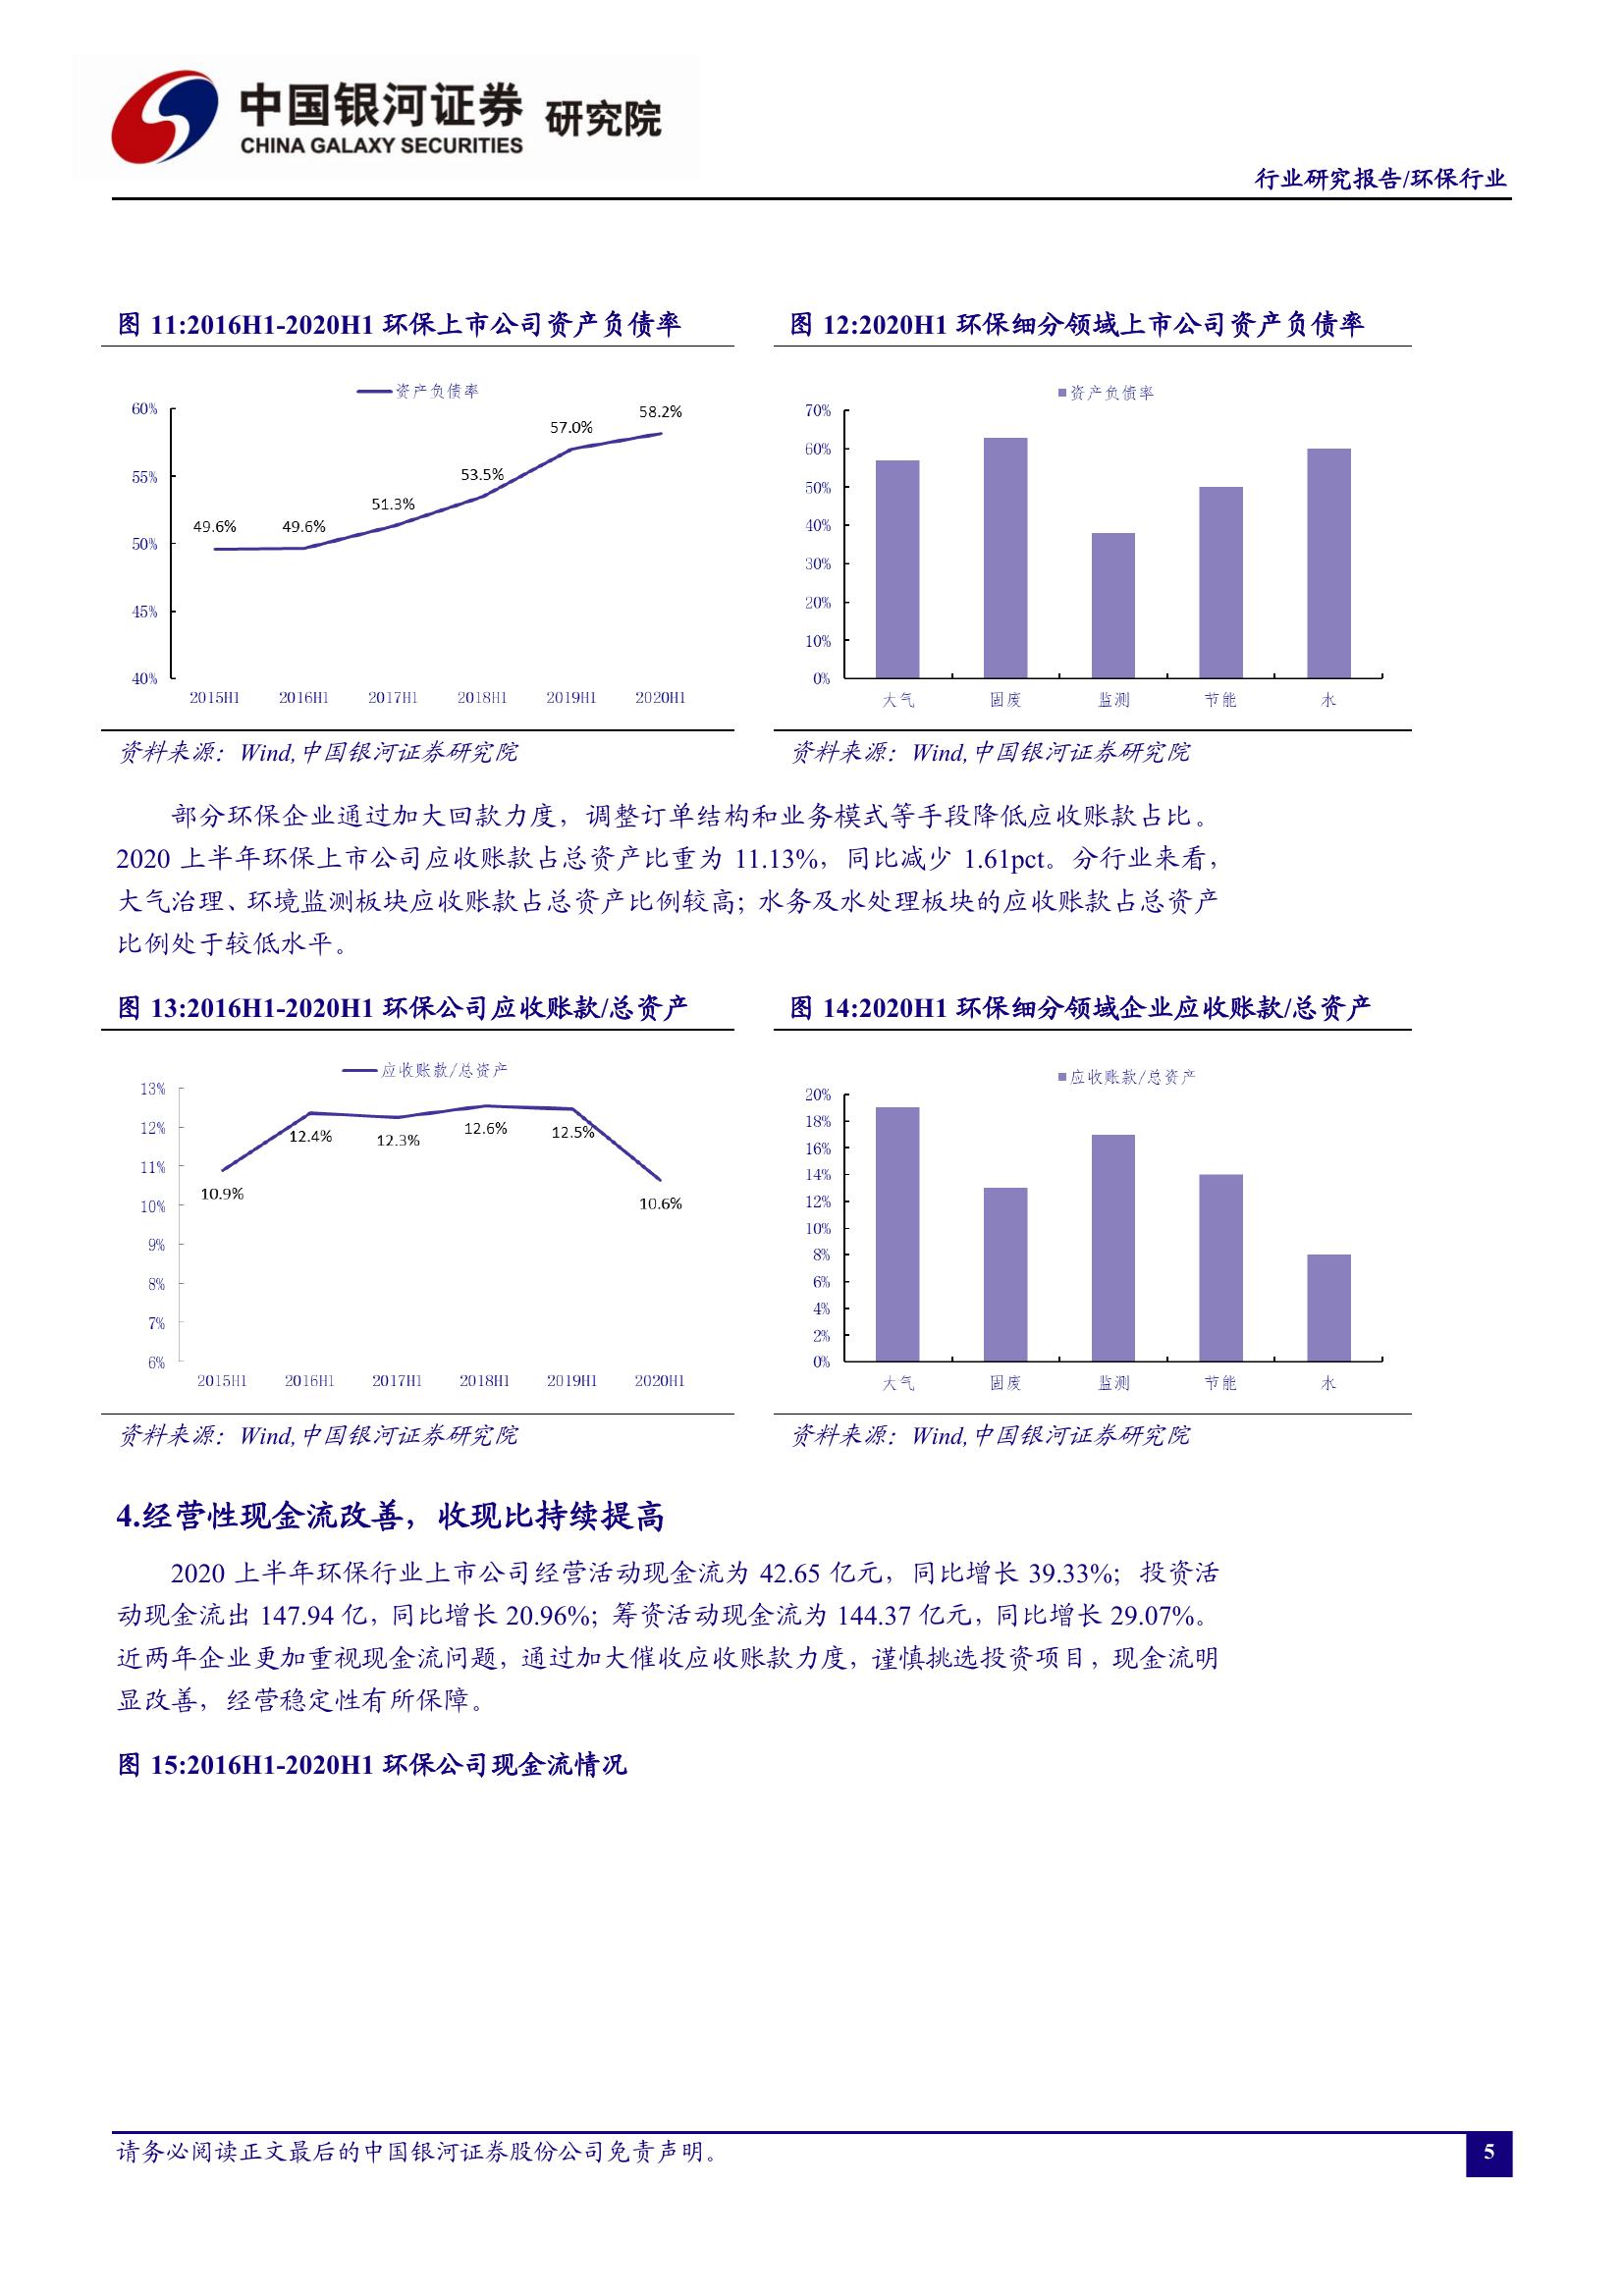 中国银河证券 研究院
CHINA GALAXY SECURITIES
行业研究报告/环保行业
图 11:2016H1-2020H1 环保上市公司资产负债率
资产负债率
60%
55%
50%
45%
40%
49.6%
49.6%
51.3%
53.5%
57.0%
58.2%
2015H1 2016H1 2017H1 2018H1 2019H1 2020H1
资料来源：Wind,中国银河证券研究院
图 12:2020H1 环保细分领域上市公司资产负债率
资产负债率
70%
60%
50%
40%
30%
20%
10%
0%
大气 固废 监测 节能 水
资料来源：Wind,中国银河证券研究院
部分环保企业通过加大回款力度，调整订单结构和业务模式等手段降低应收账款占比。
2020 上半年环保上市公司应收账款占总资产比重为 11.13%，同比减少 1.61pct。分行业来看，
大气治理、环境监测板块应收账款占总资产比例较高；水务及水处理板块的应收账款占总资产
比例处于较低水平。
图 13:2016H1-2020H1 环保公司应收账款/总资产
应收账款/总资产
13%
12%
11%
10%
9%
8%
7%
6%
10.9%
12.4%
12.3%
12.6%
12.5%
10.6%
2015H1 2016H1 2017H1 2018H1 2019H1 2020H1
资料来源：Wind,中国银河证券研究院
图 14:2020H1 环保细分领域企业应收账款/总资产
应收账款/总资产
20%
18%
16%
14%
12%
10%
8%
6%
4%
2%
0%
大气 固废 监测 节能 水
资料来源：Wind,中国银河证券研究院
4.经营性现金流改善，收现比持续提高
2020 上半年环保行业上市公司经营活动现金流为 42.65 亿元，同比增长 39.33%；投资活
动现金流出 147.94 亿，同比增长 20.96%；筹资活动现金流为 144.37 亿元，同比增长 29.07%。
近两年企业更加重视现金流问题，通过加大催收应收账款力度，谨慎挑选投资项目，现金流明
显改善，经营稳定性有所保障。
图 15:2016H1-2020H1 环保公司现金流情况
请务必阅读正文最后的中国银河证券股份公司免责声明。
5